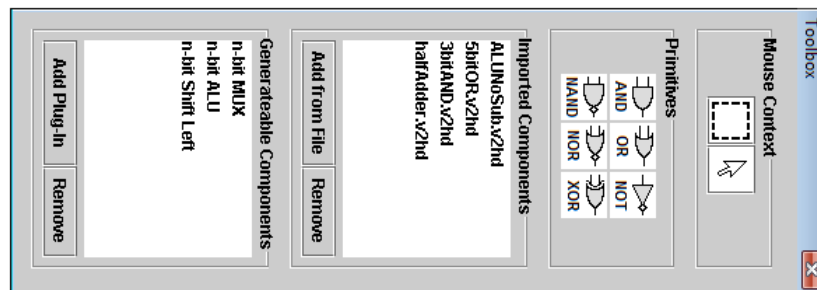 Toolbox
Mouse Context
Primitives
AND OR NOT
NAND NOR XOR
Imported Components
ALUNoSub.v2hd
5bitOR.v2hd
3bitAND.v2hd
halfAdder.v2hd
Add from File Remove
Generateable Components
n-bit MUX
n-bit ALU
n-bit Shift Left
Add Plug-In Remove